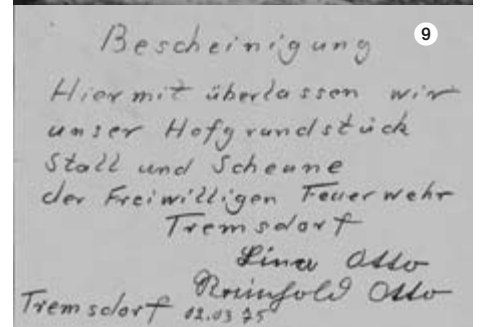 9
Bescheinigung
Hiermit überlassen wir
unser Hofgrundstück
Stall und Scheune
der Freiwilligen Feuerwehr
Tremsdorf
Lina Otto
Reinhold Otto
Tremsdorf 02.03 75